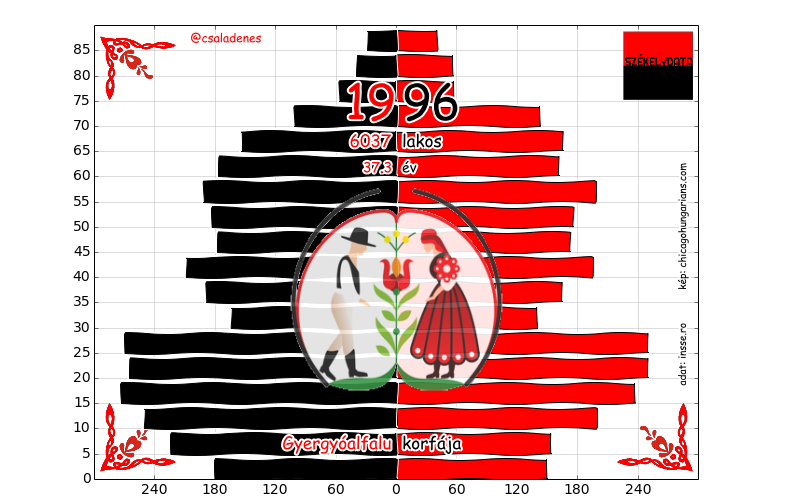 @csaladenes
SZÉKELYDATA
1996
6037 lakos
37.3 év
kép: chicagohungarians.com
adat: insse.ro
Gyergyóalfalu korfája
85
80
75
70
65
60
55
50
45
40
35
30
25
20
15
10
5
0
240 180 120 60 0 60 120 180 240